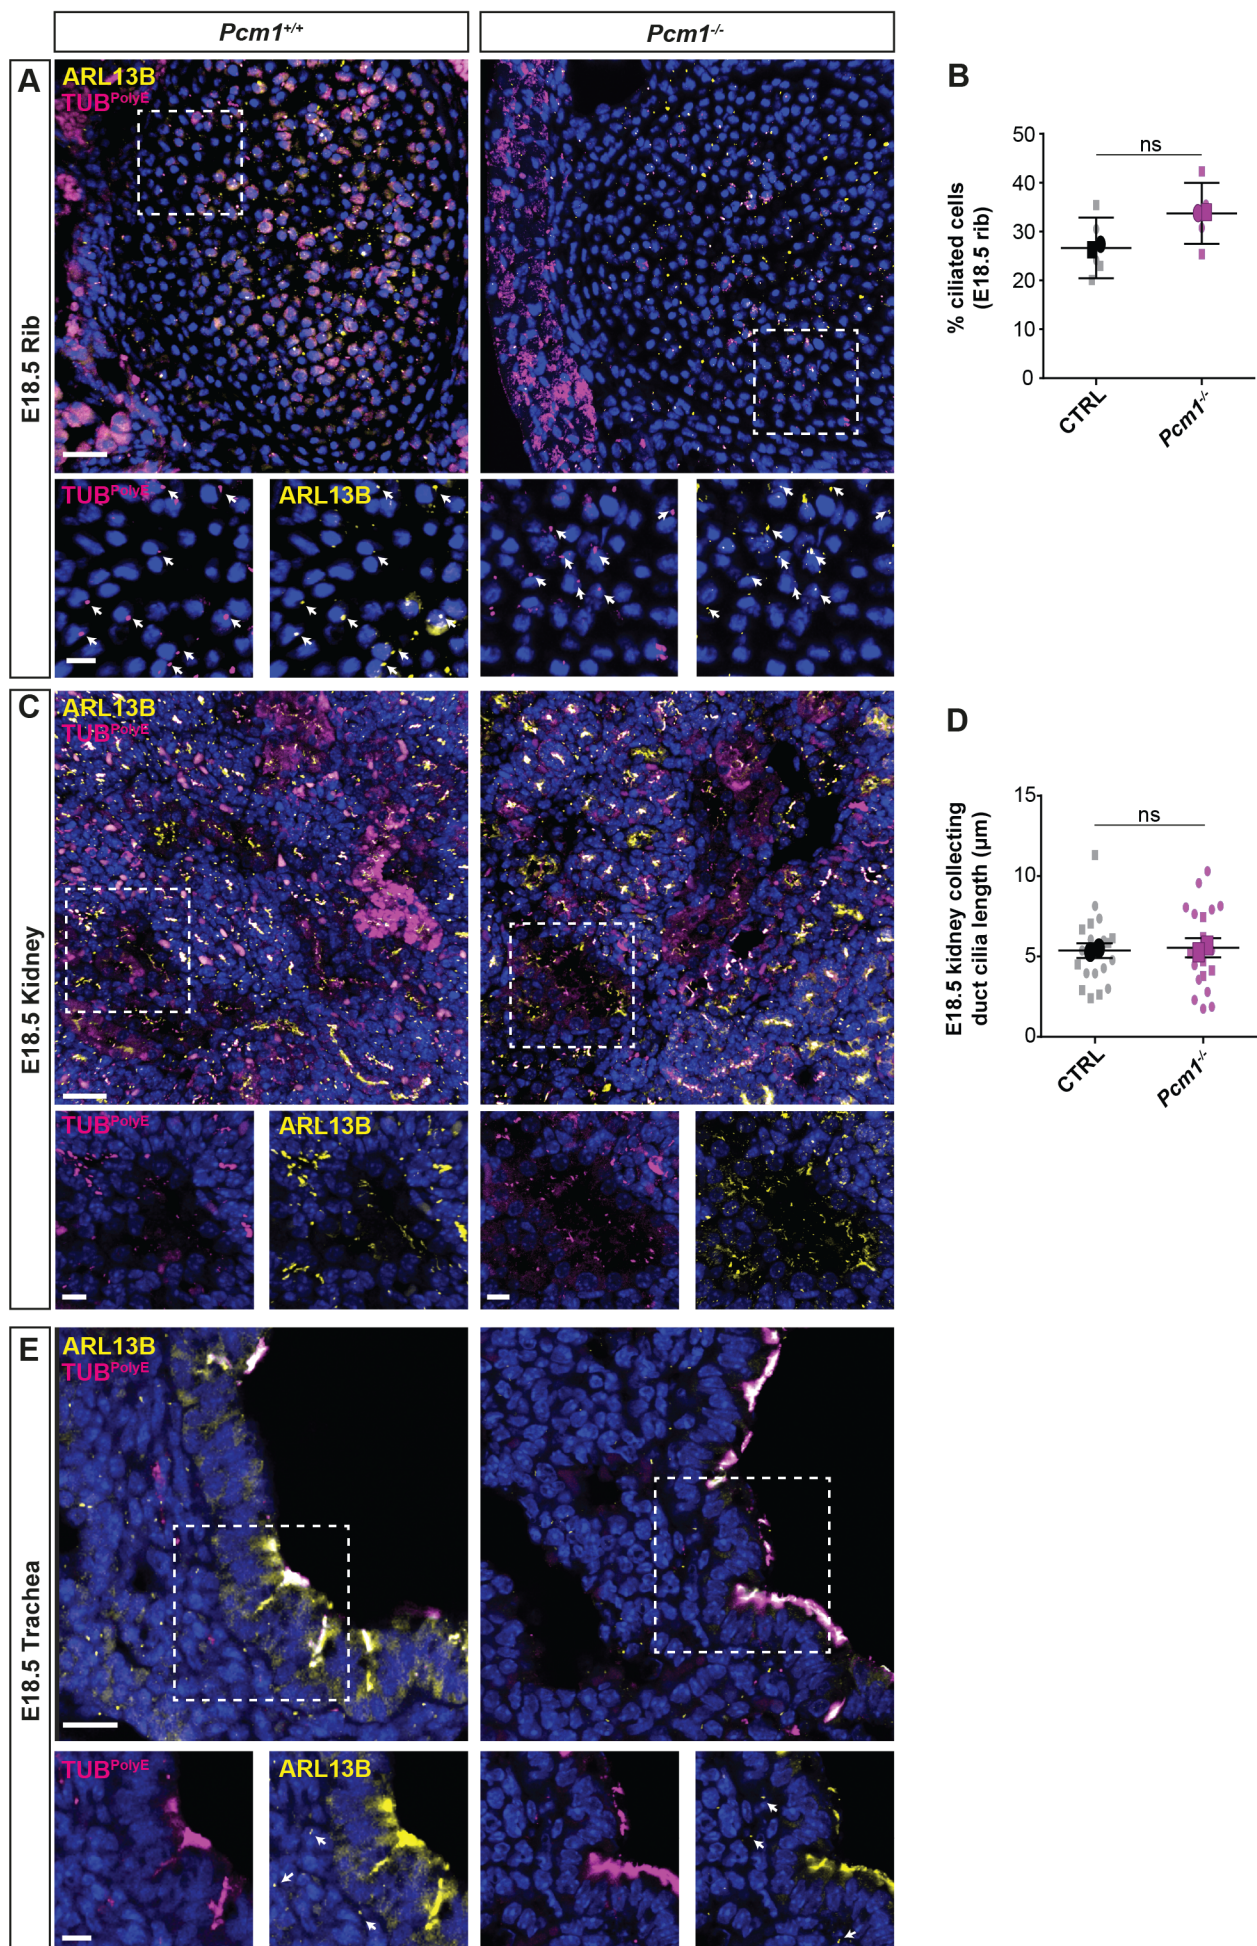 Pcm1+/+
Pcm1-/-
A
E18.5 Rib
ARL13B
TUBPolyE
TUBPolyE
ARL13B
B
% ciliated cells
(E18.5 rib)
50
40
30
20
10
0
ns
CTRL
Pcm1-/-
C
E18.5 Kidney
ARL13B
TUBPolyE
TUBPolyE
ARL13B
D
E18.5 kidney collecting
duct cilia length (µm)
15
10
5
0
ns
CTRL
Pcm1-/-
E
E18.5 Trachea
ARL13B
TUBPolyE
TUBPolyE
ARL13B